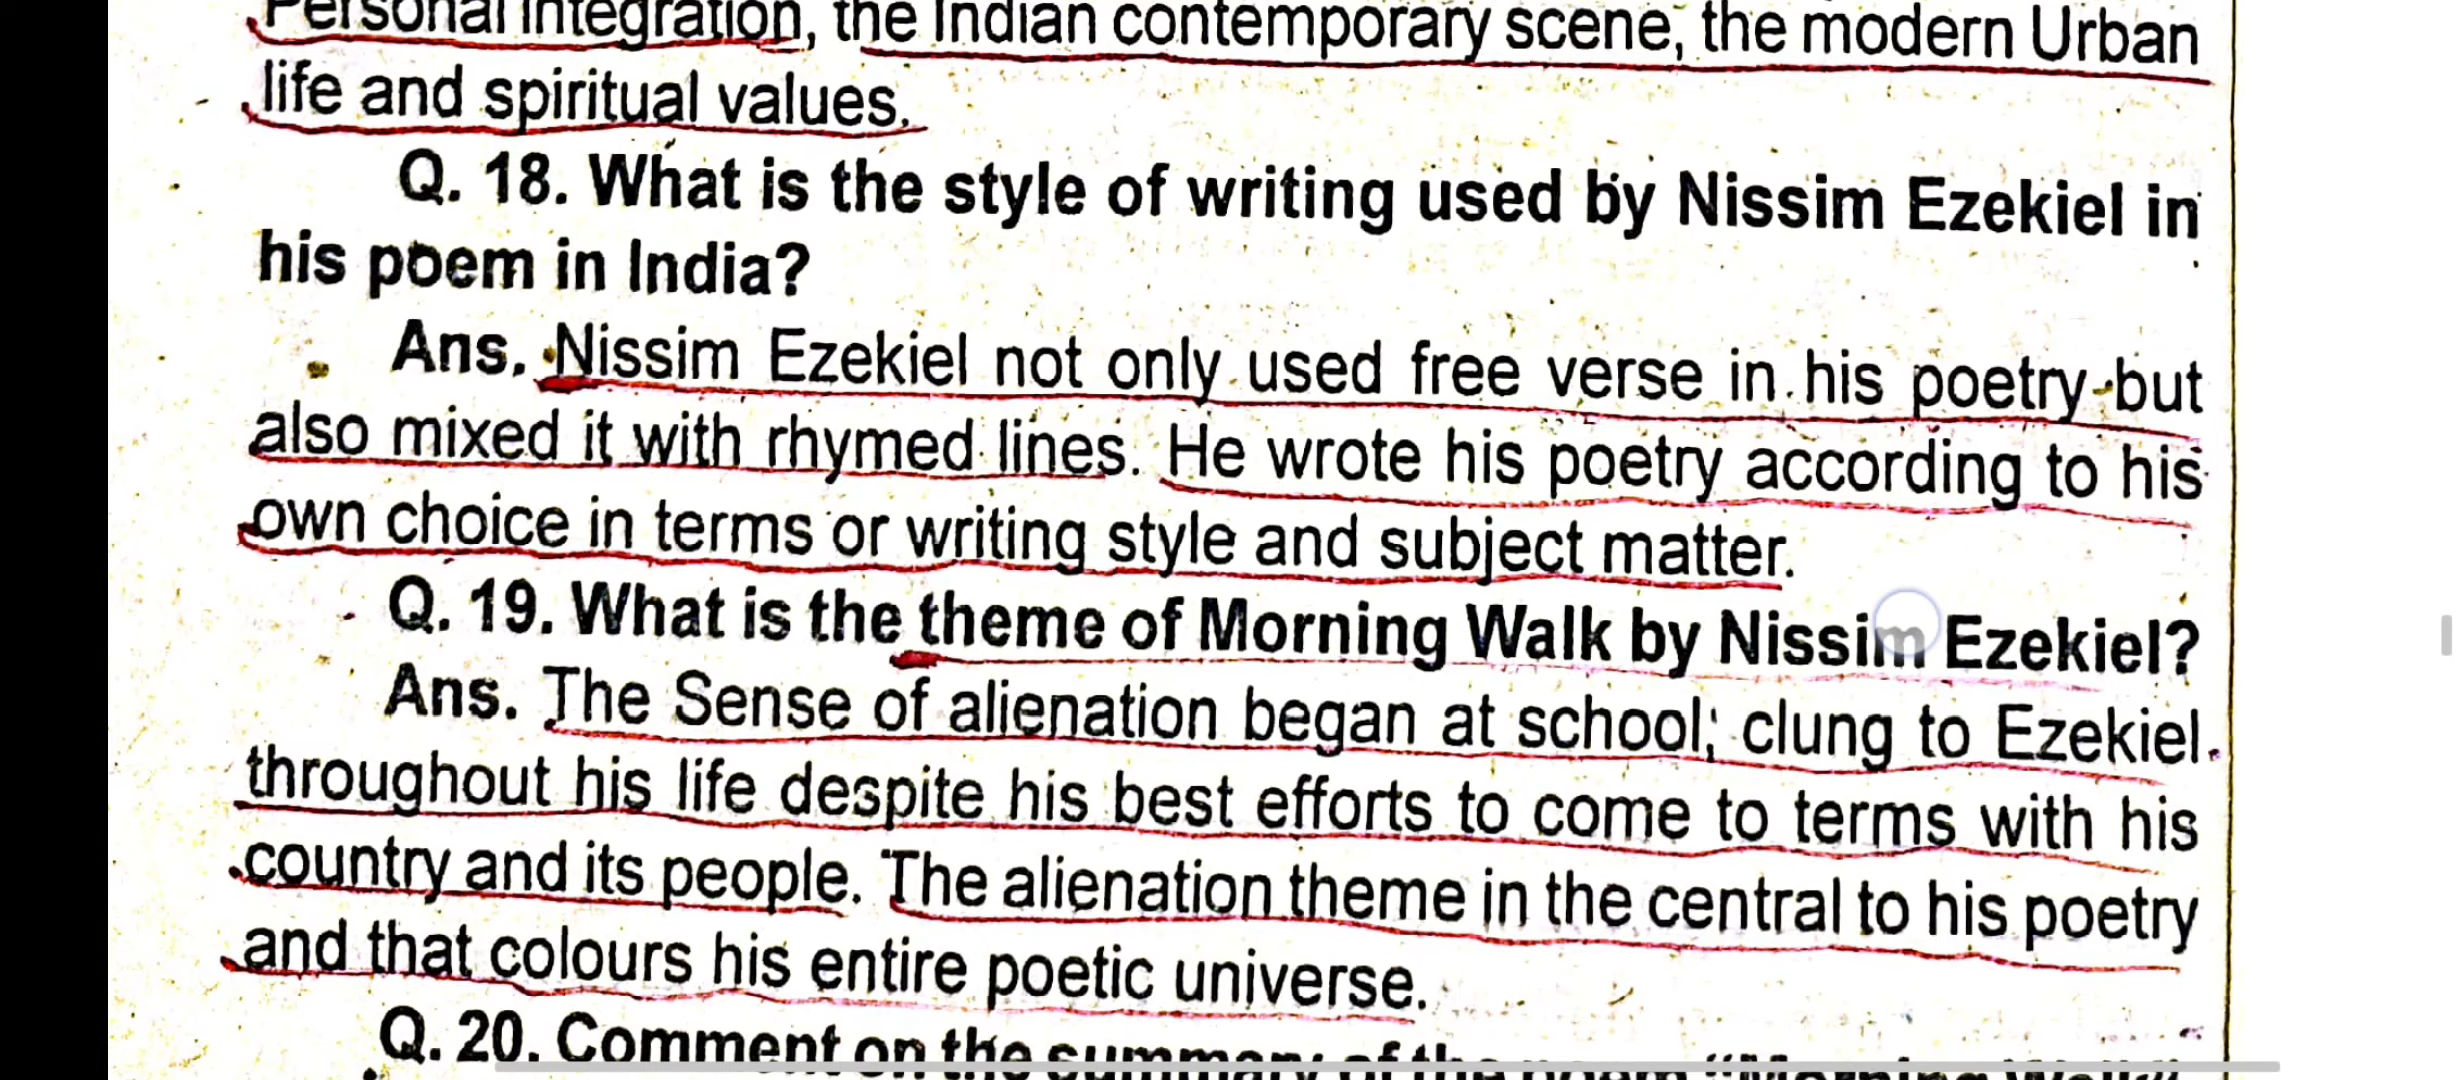 Personal integration, the Indian contemporary scene, the modern Urban
life and spiritual values.
Q. 18. What is the style of writing used by Nissim Ezekiel in
his poem in India?
Ans. Nissim Ezekiel not only used free verse in his poetry but
also mixed it with rhymed lines. He wrote his poetry according to his
own choice in terms or writing style and subject matter.
Q. 19. What is the theme of Morning Walk by Nissim Ezekiel?
Ans. The Sense of alienation began at school; clung to Ezekiel
throughout his life despite his best efforts to come to terms with his
country and its people. The alienation theme in the central to his poetry
and that colours his entire poetic universe.
Q. 20. Comment on the summary of the poem "Morning Walk"